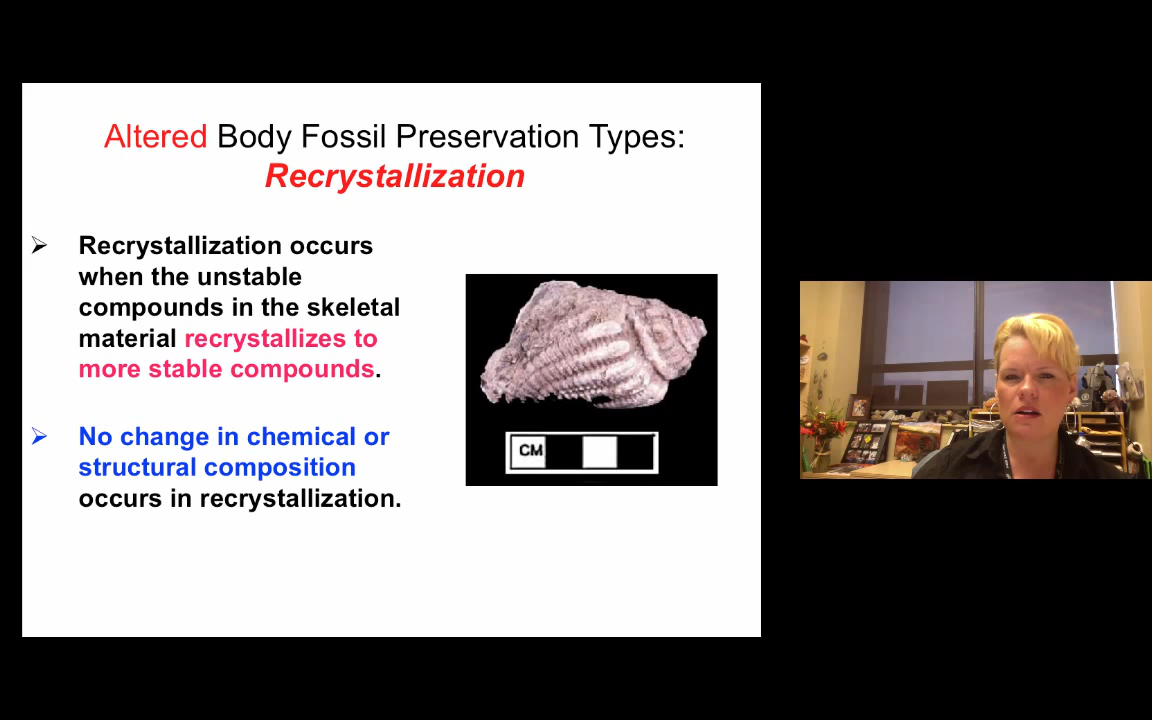 Altered Body Fossil Preservation Types:
Recrystallization
Recrystallization occurs
when the unstable
compounds in the skeletal
material recrystallizes to
more stable compounds.
No change in chemical or
structural composition
occurs in recrystallization.
CM